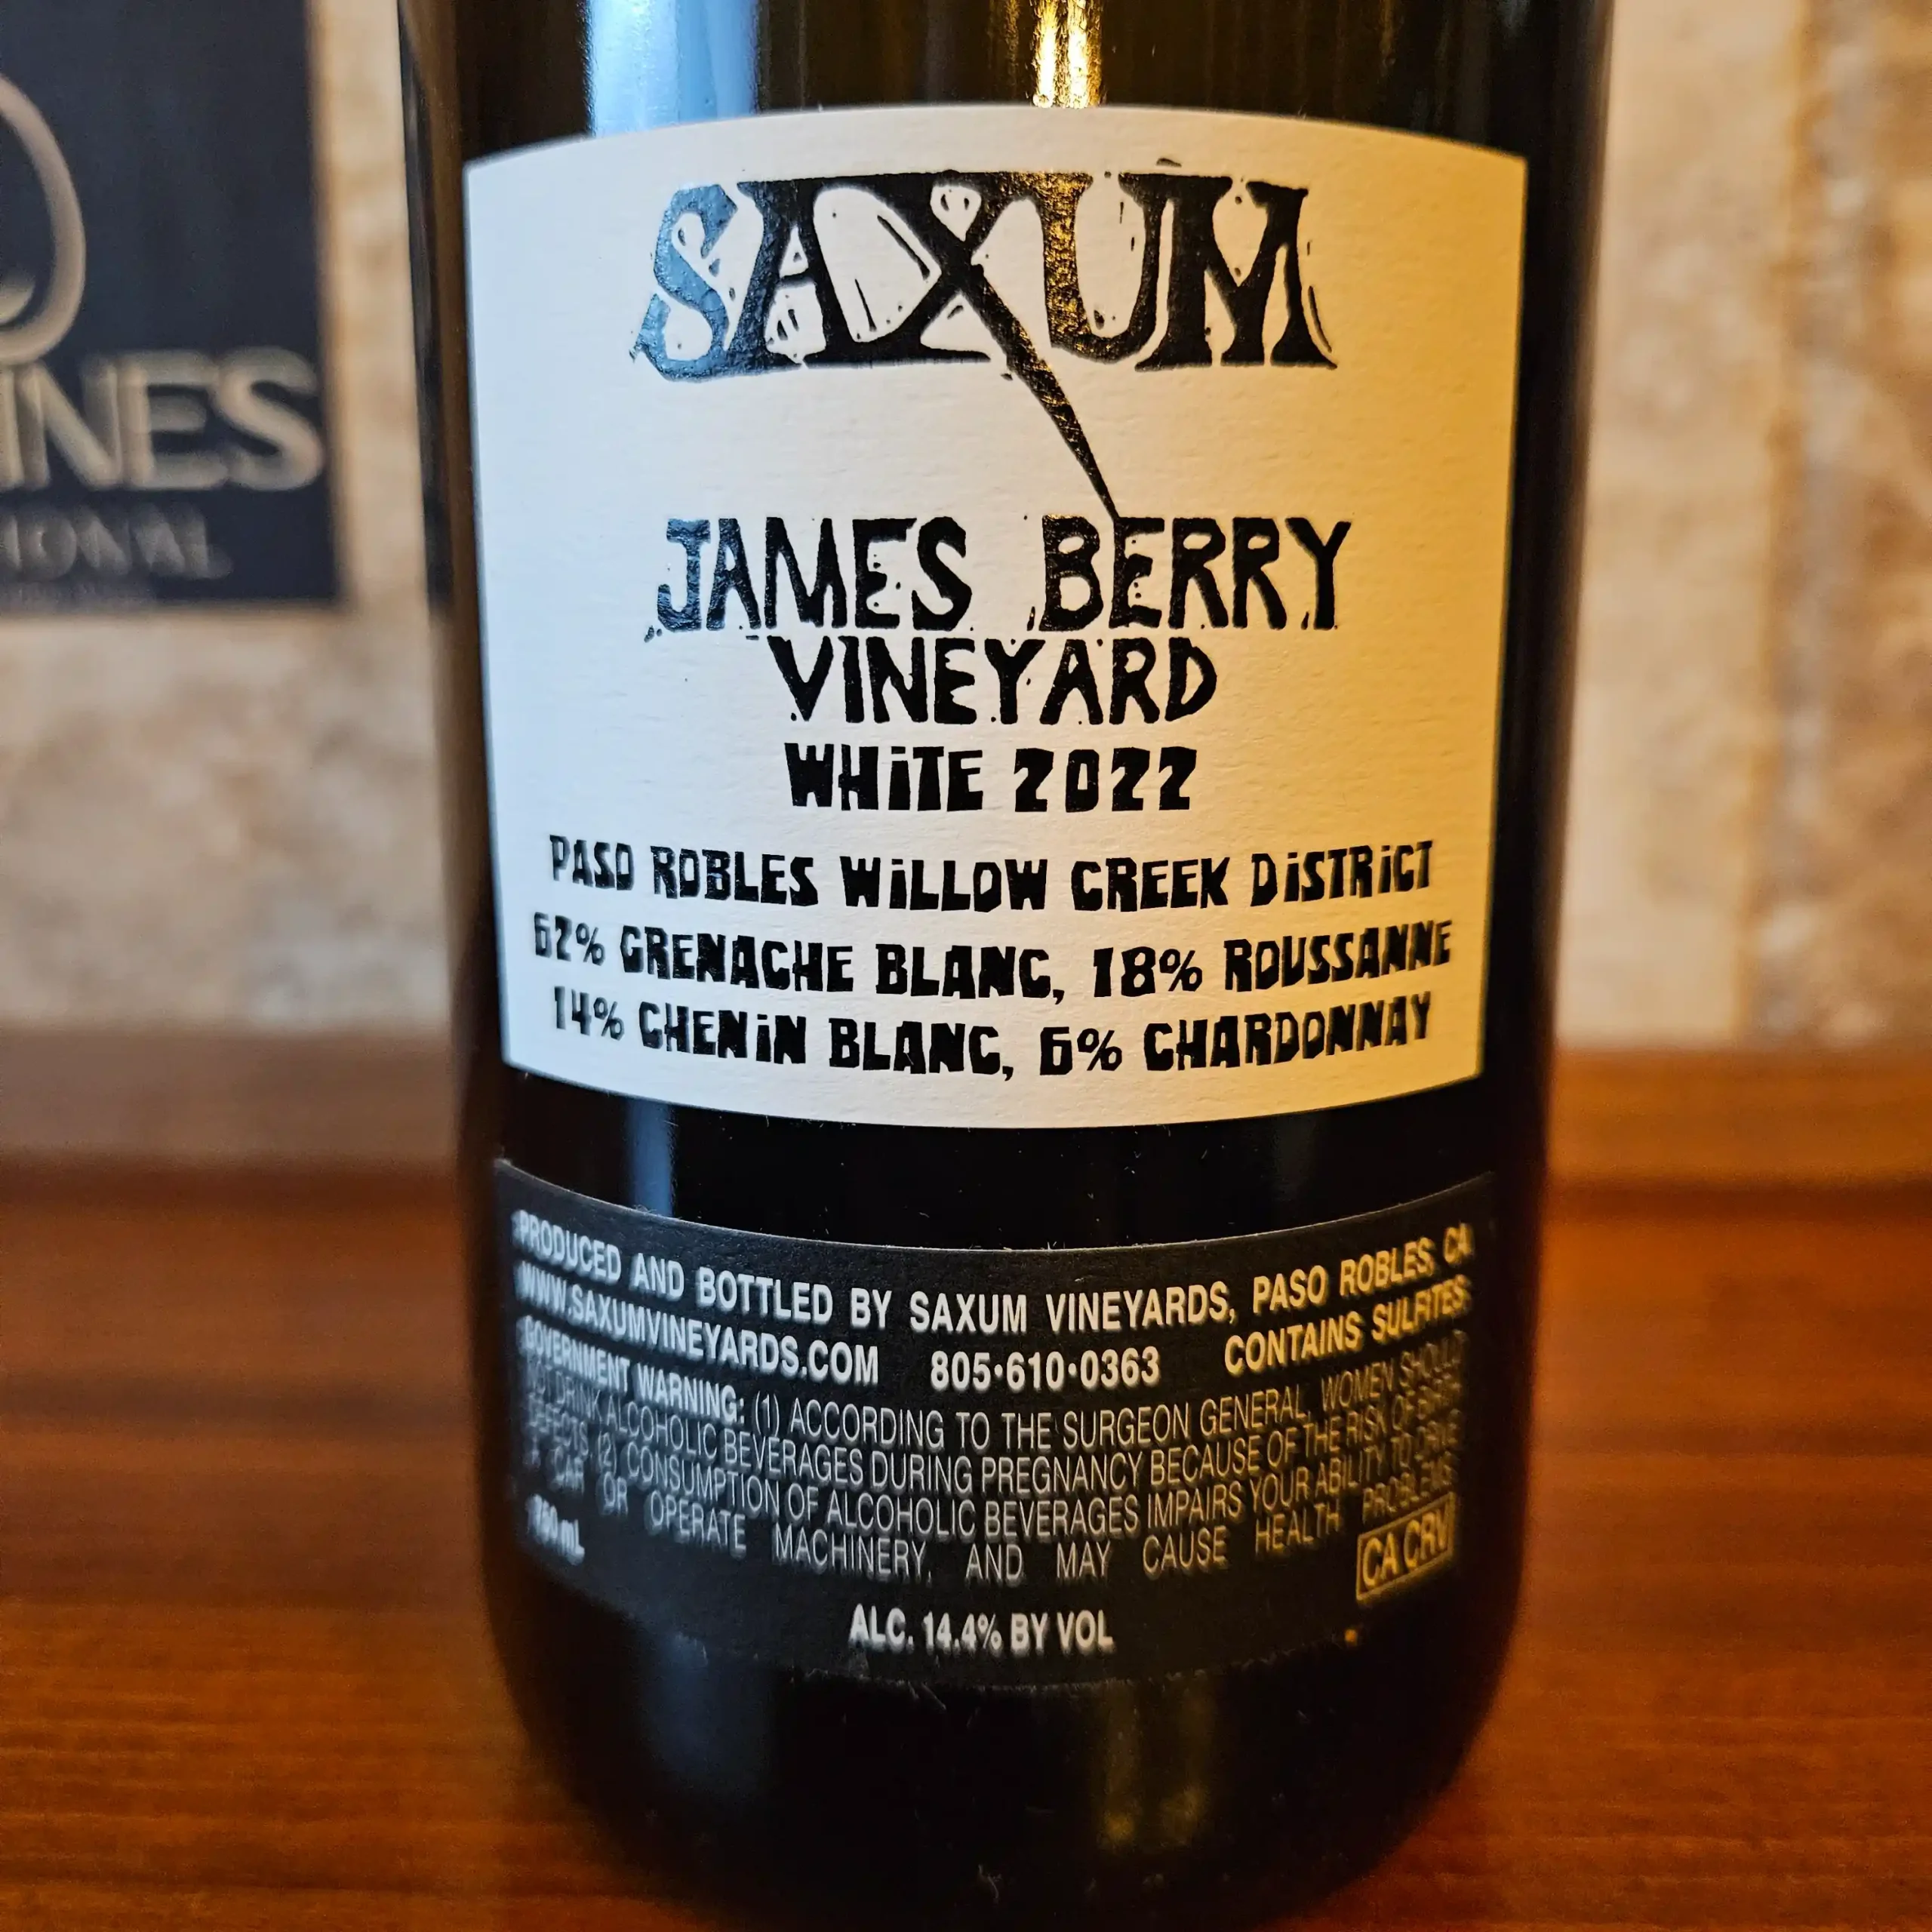 SAXUM
JAMES BERRY
VINEYARD
WHiTE 2022
PASO ROBLES WiLLOW CREEK DiSTRiCT
62% GRENACHE BLANC, 18% ROUSSANNE
14% CHENiN BLANC, 6% CHARDONNAY
PRODUCED AND BOTTLED BY SAXUM VINEYARDS, PASO ROBLES, CA
WWW.SAXUMVINEYARDS.COM 805·610·0363 CONTAINS SULFITES
GOVERNMENT WARNING: (1) ACCORDING TO THE SURGEON GENERAL, WOMEN SHOULD
NOT DRINK ALCOHOLIC BEVERAGES DURING PREGNANCY BECAUSE OF THE RISK OF BIRTH
DEFECTS. (2) CONSUMPTION OF ALCOHOLIC BEVERAGES IMPAIRS YOUR ABILITY TO DRIVE
A CAR OR OPERATE MACHINERY, AND MAY CAUSE HEALTH PROBLEMS.
750mL
CA CRV
ALC. 14.4% BY VOL
INES
IONAL